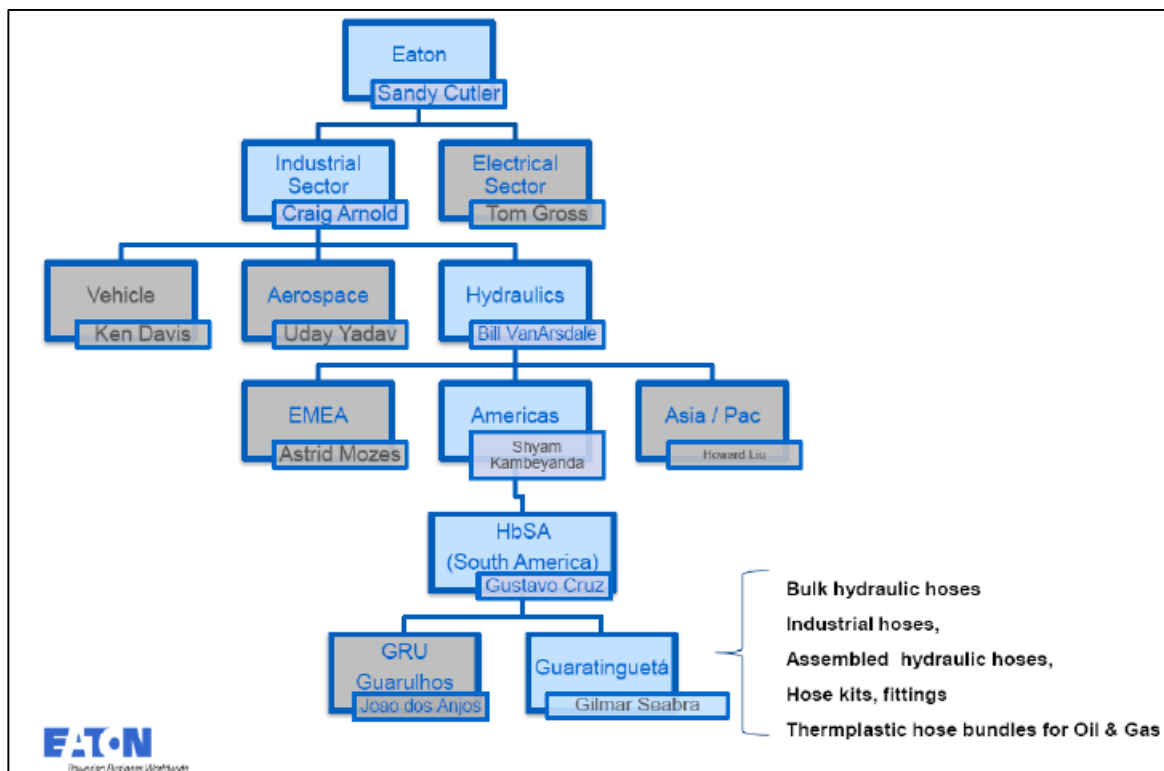 Eaton
Sandy Cutler
Industrial
Sector
Craig Arnold
Electrical
Sector
Tom Gross
Vehicle
Ken Davis
Aerospace
Uday Yadav
Hydraulics
Bill VanArsdale
EMEA
Astrid Mozes
Americas
Shyam
Kambeyanda
Asia / Pac
Howard Liu
HbSA
(South America)
Gustavo Cruz
GRU
Guarulhos
Joao dos Anjos
Guaratinguetá
Gilmar Seabra
Bulk hydraulic hoses
Industrial hoses,
Assembled hydraulic hoses,
Hose kits, fittings
Thermplastic hose bundles for Oil & Gas
EATON
Powering Business Worldwide